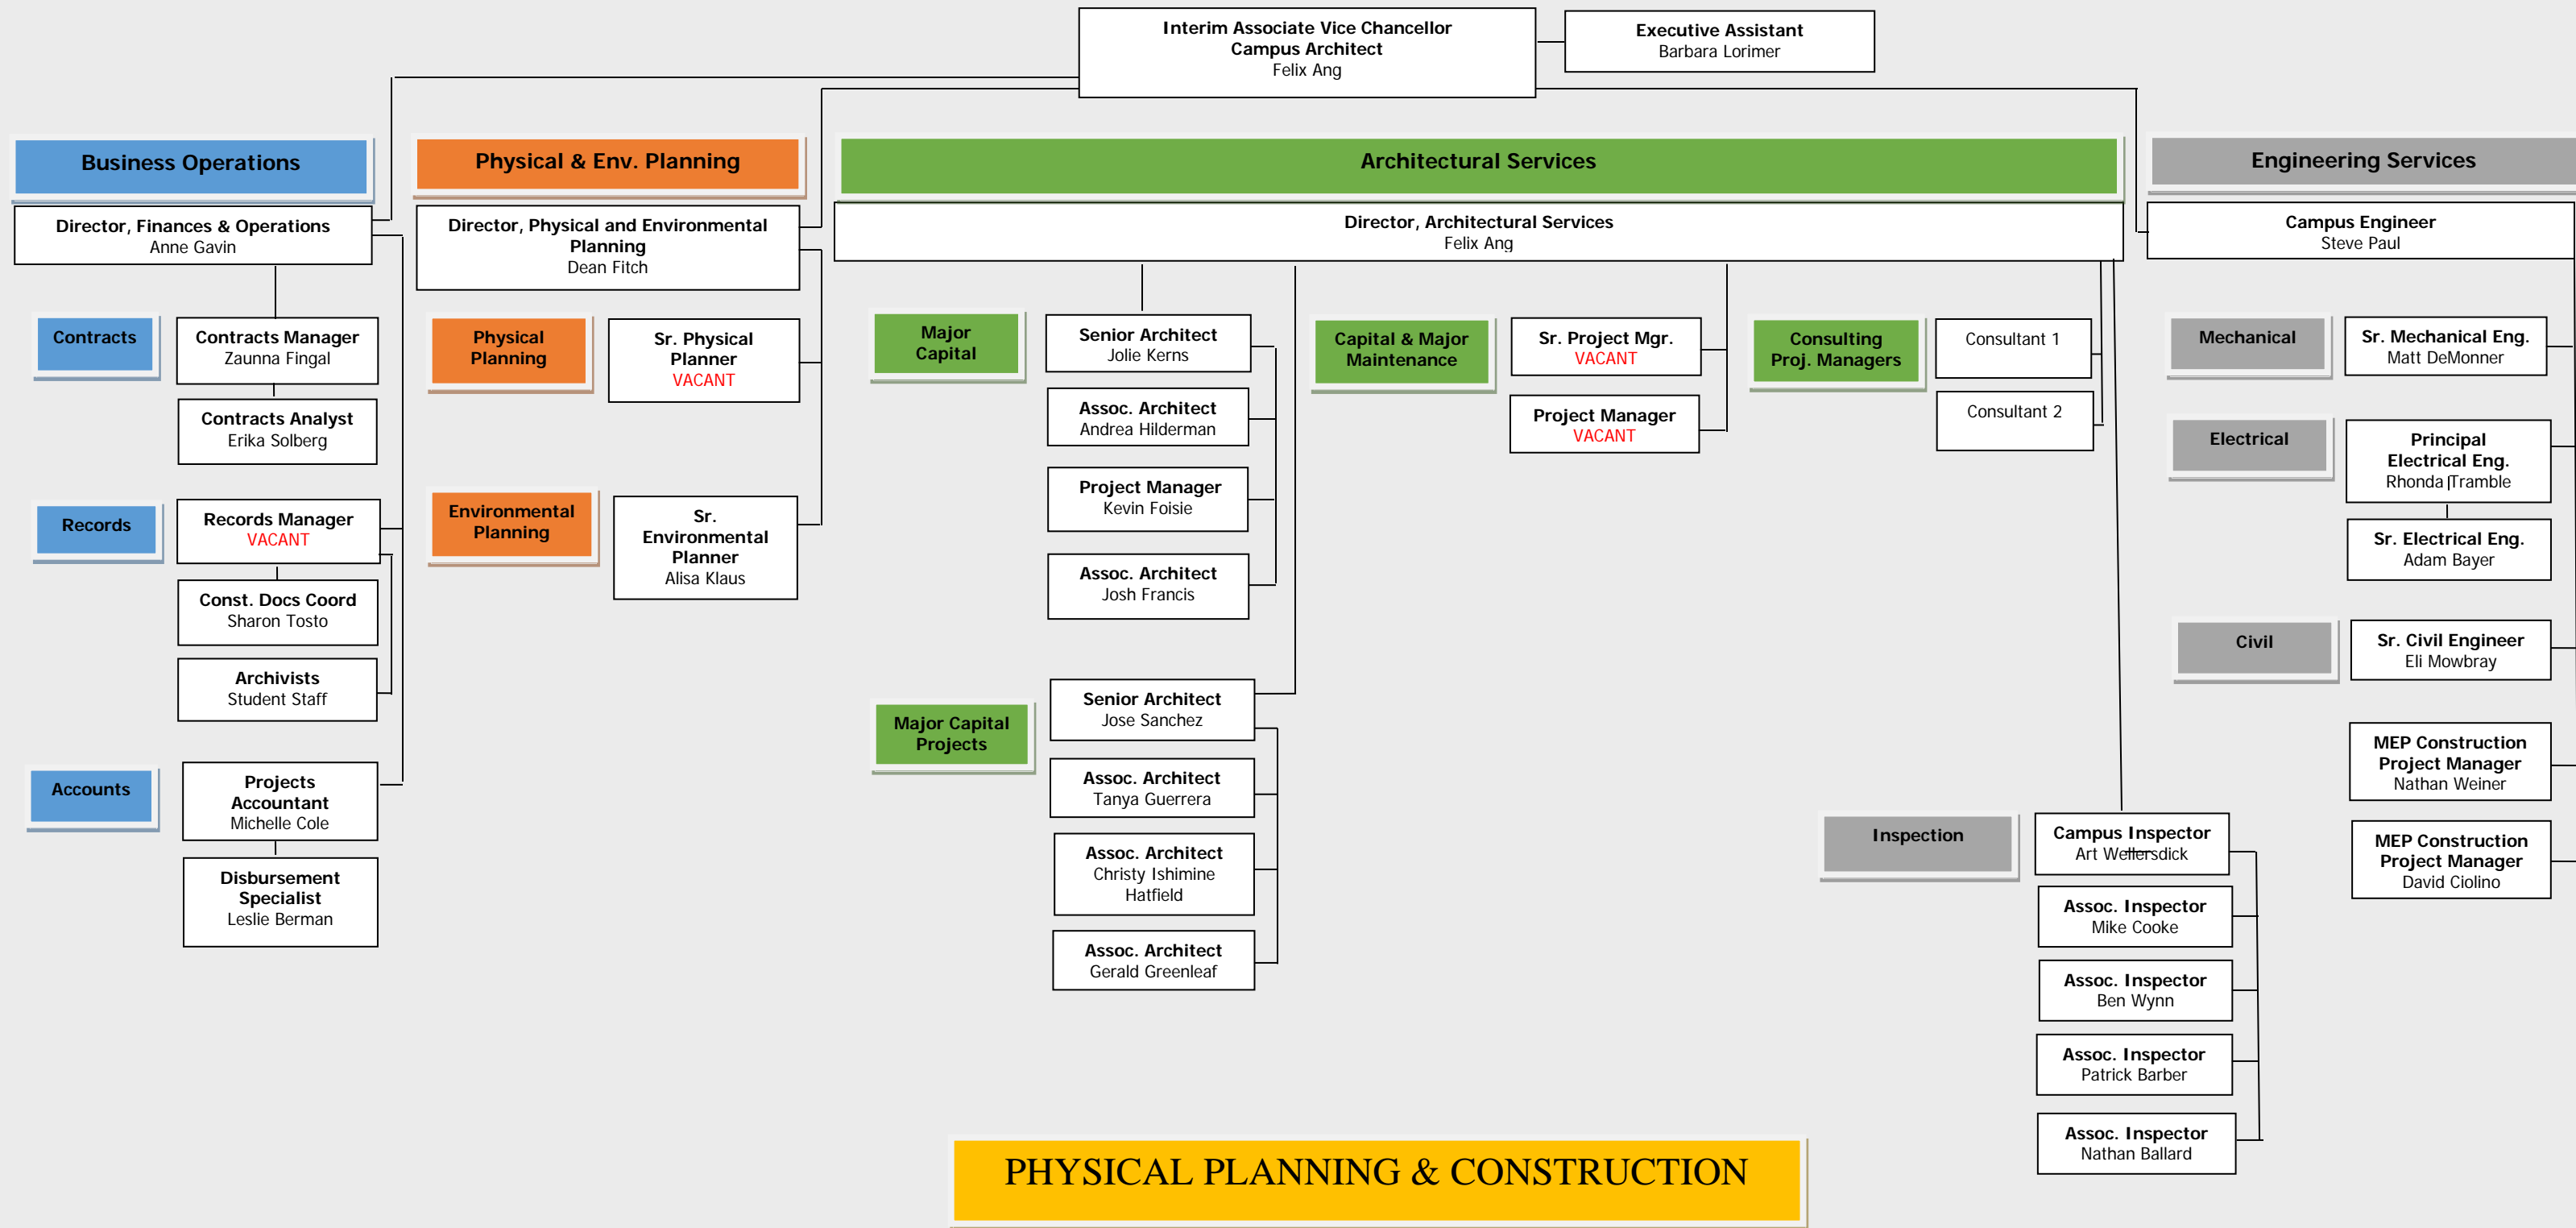 Interim Associate Vice Chancellor
Campus Architect
Felix Ang
Executive Assistant
Barbara Lorimer
Business Operations
Director, Finances & Operations
Anne Gavin
Contracts
Contracts Manager
Zaunna Fingal
Contracts Analyst
Erika Solberg
Records
Records Manager
VACANT
Const. Docs Coord
Sharon Tosto
Archivists
Student Staff
Accounts
Projects
Accountant
Michelle Cole
Disbursement
Specialist
Leslie Berman
Physical & Env. Planning
Director, Physical and Environmental
Planning
Dean Fitch
Physical
Planning
Sr. Physical
Planner
VACANT
Environmental
Planning
Sr.
Environmental
Planner
Alisa Klaus
Architectural Services
Director, Architectural Services
Felix Ang
Major
Capital
Senior Architect
Jolie Kerns
Assoc. Architect
Andrea Hilderman
Project Manager
Kevin Foisie
Assoc. Architect
Josh Francis
Major Capital
Projects
Senior Architect
Jose Sanchez
Assoc. Architect
Tanya Guerrera
Assoc. Architect
Christy Ishimine
Hatfield
Assoc. Architect
Gerald Greenleaf
Capital & Major
Maintenance
Sr. Project Mgr.
VACANT
Project Manager
VACANT
Consulting
Proj. Managers
Consultant 1
Consultant 2
Inspection
Campus Inspector
Art Wellersdick
Assoc. Inspector
Mike Cooke
Assoc. Inspector
Ben Wynn
Assoc. Inspector
Patrick Barber
Assoc. Inspector
Nathan Ballard
Engineering Services
Campus Engineer
Steve Paul
Mechanical
Sr. Mechanical Eng.
Matt DeMonner
Electrical
Principal
Electrical Eng.
Rhonda Tramble
Sr. Electrical Eng.
Adam Bayer
Civil
Sr. Civil Engineer
Eli Mowbray
MEP Construction
Project Manager
Nathan Weiner
MEP Construction
Project Manager
David Ciolino
PHYSICAL PLANNING & CONSTRUCTION